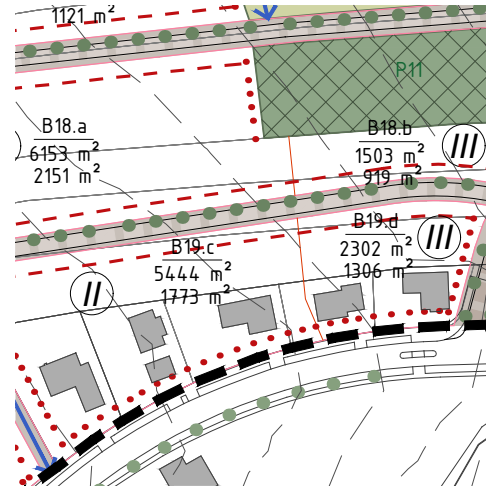 1121 m²
P11
B18.a
6153 m²
2151 m²
B18.b
1503 m²
919 m²
III
B19.d
2302 m²
1306 m²
III
B19.c
5444 m²
1773 m²
II